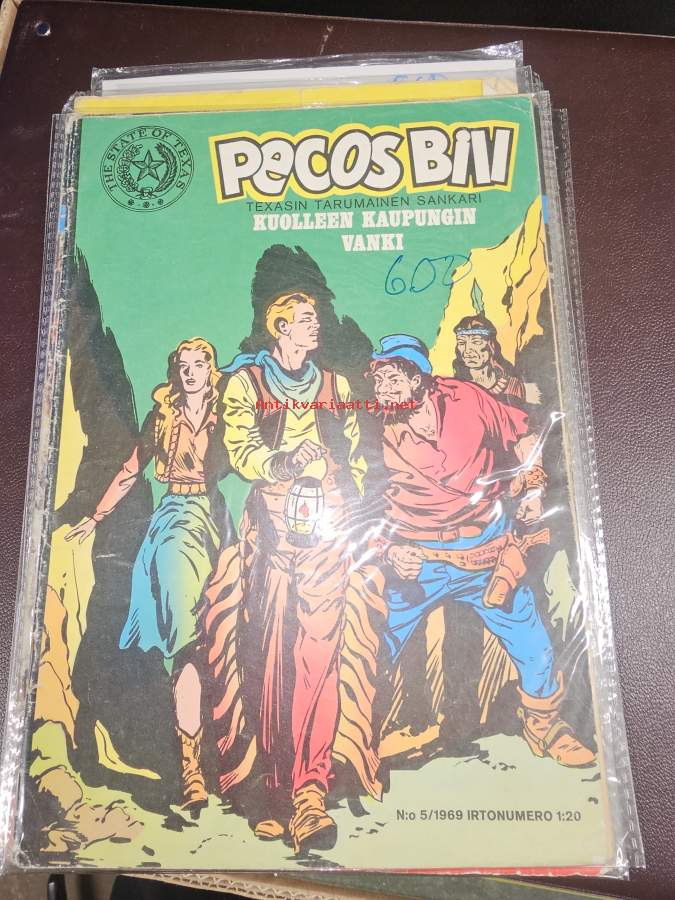 THE STATE OF TEXAS
PECOS BILL
TEXASIN TARUMAINEN SANKARI
KUOLLEEN KAUPUNGIN
VANKI
600
Antikvariaatti.net
N:o 5/1969 IRTONUMERO 1:20